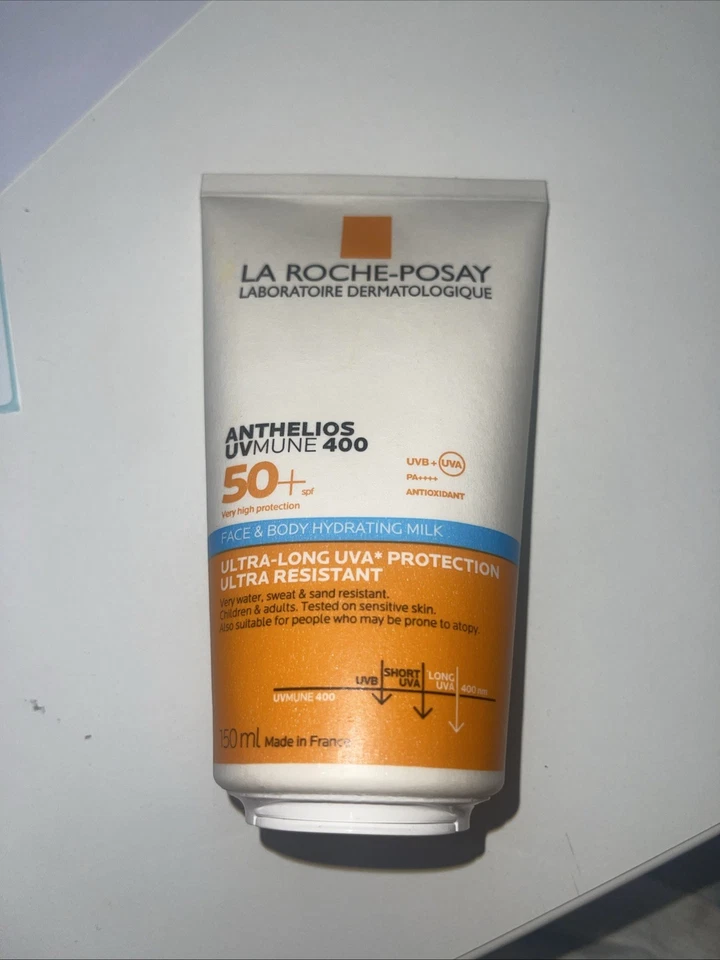 LA ROCHE-POSAY
LABORATOIRE DERMATOLOGIQUE
ANTHELIOS
UVMUNE 400
50+ spf
Very high protection
UVB + UVA
PA++++
ANTIOXIDANT
FACE & BODY HYDRATING MILK
ULTRA-LONG UVA* PROTECTION
ULTRA RESISTANT
Very water, sweat & sand resistant.
Children & adults. Tested on sensitive skin.
Also suitable for people who may be prone to atopy.
UVB
SHORT
UVA
LONG
UVA
400 nm
UVMUNE 400
150 ml Made in France